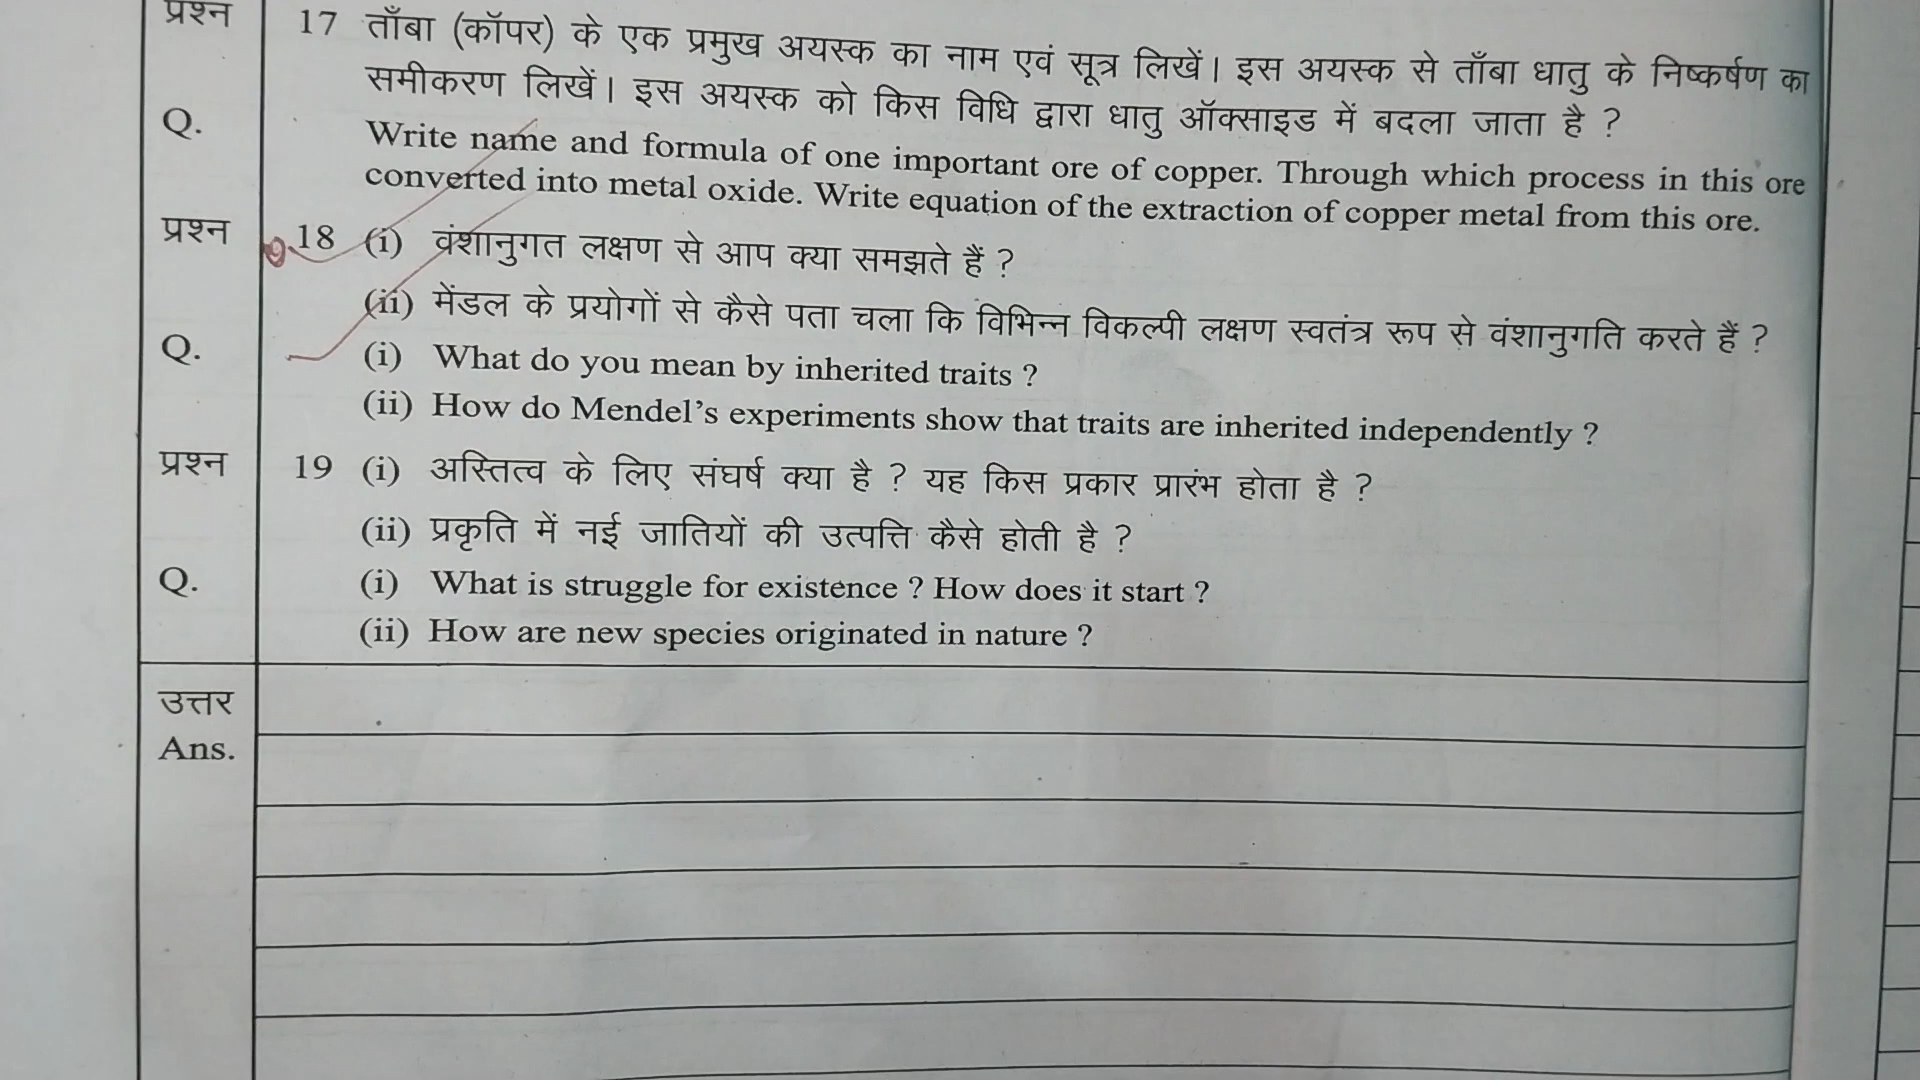 प्रश्न 17 ताँबा (कॉपर) के एक प्रमुख अयस्क का नाम एवं सूत्र लिखें। इस अयस्क से ताँबा धातु के निष्कर्षण का
समीकरण लिखें। इस अयस्क को किस विधि द्वारा धातु ऑक्साइड में बदला जाता है ?
Q. Write name and formula of one important ore of copper. Through which process in this ore
converted into metal oxide. Write equation of the extraction of copper metal from this ore.
प्रश्न 18 (i) वंशानुगत लक्षण से आप क्या समझते हैं ?
(ii) मेंडल के प्रयोगों से कैसे पता चला कि विभिन्न विकल्पी लक्षण स्वतंत्र रूप से वंशानुगति करते हैं ?
Q. (i) What do you mean by inherited traits ?
(ii) How do Mendel's experiments show that traits are inherited independently ?
प्रश्न 19 (i) अस्तित्व के लिए संघर्ष क्या है ? यह किस प्रकार प्रारंभ होता है ?
(ii) प्रकृति में नई जातियों की उत्पत्ति कैसे होती है ?
Q. (i) What is struggle for existence ? How does it start ?
(ii) How are new species originated in nature ?
उत्तर
Ans.